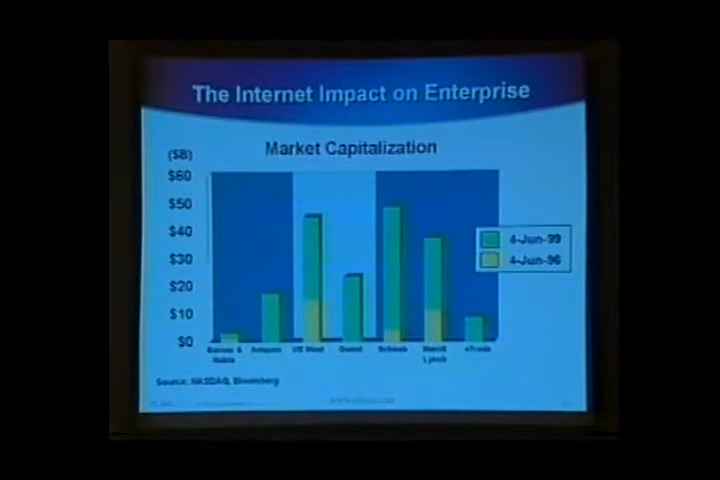 The Internet Impact on Enterprise
Market Capitalization
($B)
$60
$50
$40
$30
$20
$10
$0
4-Jun-99
4-Jun-96
Barnes & Noble
Amazon
US West
Qwest
Schwab
Merrill Lynch
eTrade
Source: NASDAQ, Bloomberg